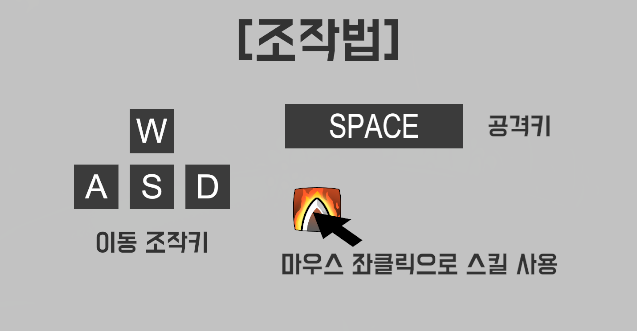 [조작법]
W
A S D
이동 조작키
SPACE 공격키
마우스 좌클릭으로 스킬 사용